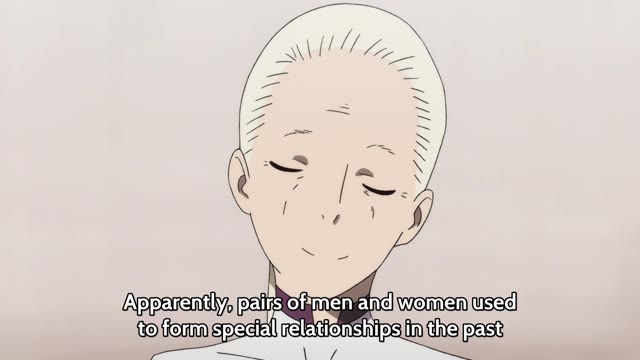 Apparently, pairs of men and women used
to form special relationships in the past